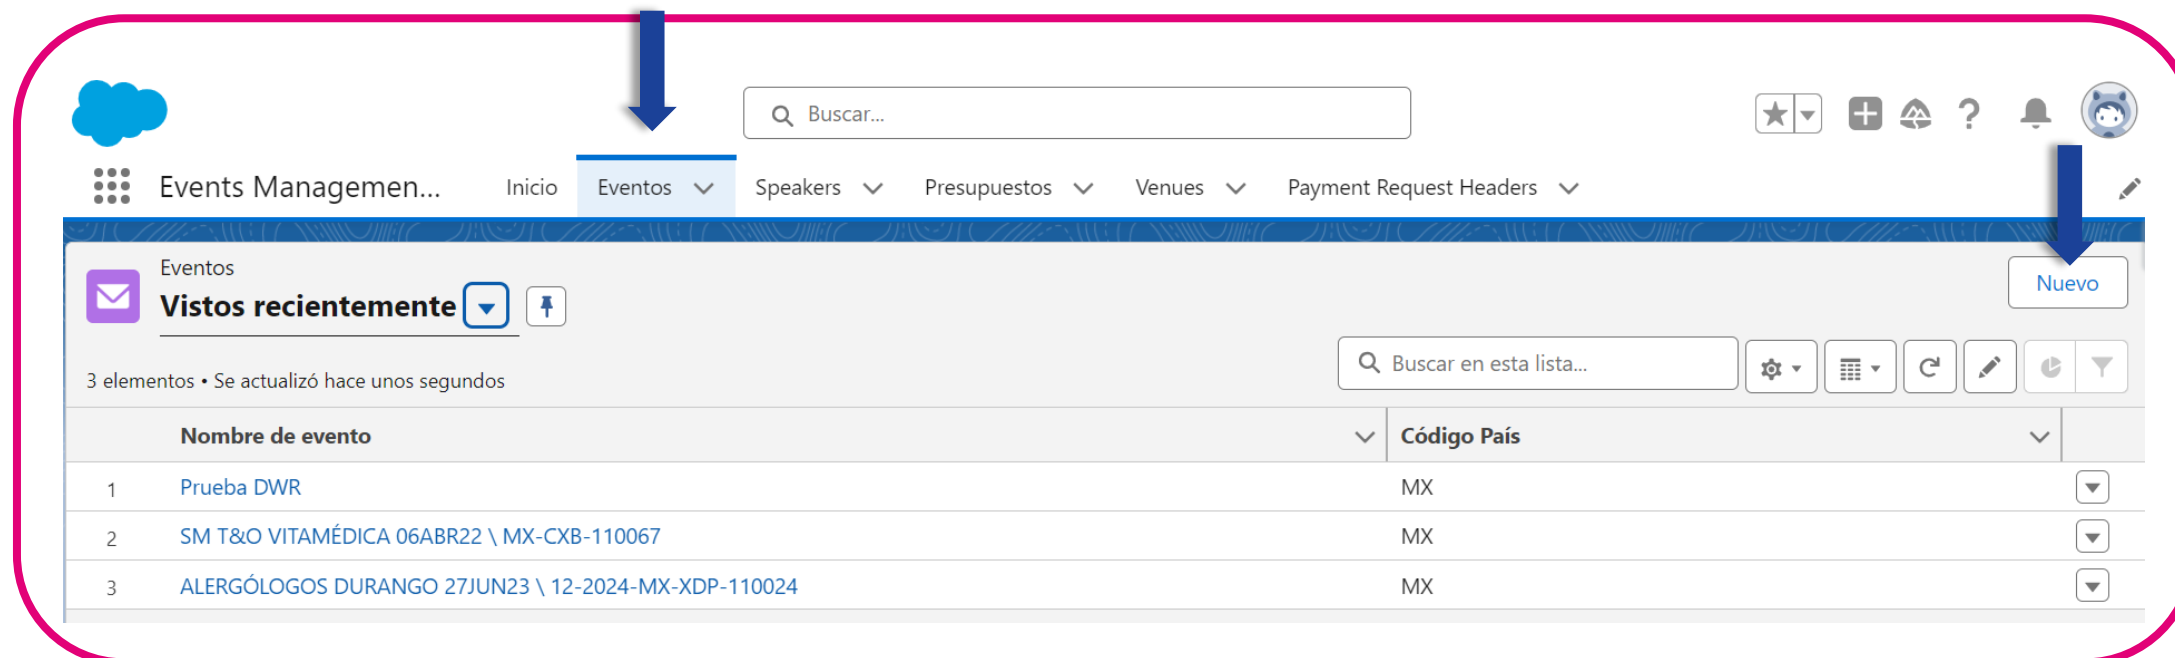 Buscar...
Events Managemen... Inicio Eventos Speakers Presupuestos Venues Payment Request Headers
Eventos
Vistos recientemente
Nuevo
3 elementos • Se actualizó hace unos segundos
Buscar en esta lista...
Nombre de evento Código País
1 Prueba DWR MX
2 SM T&O VITAMÉDICA 06ABR22 \ MX-CXB-110067 MX
3 ALERGÓLOGOS DURANGO 27JUN23 \ 12-2024-MX-XDP-110024 MX